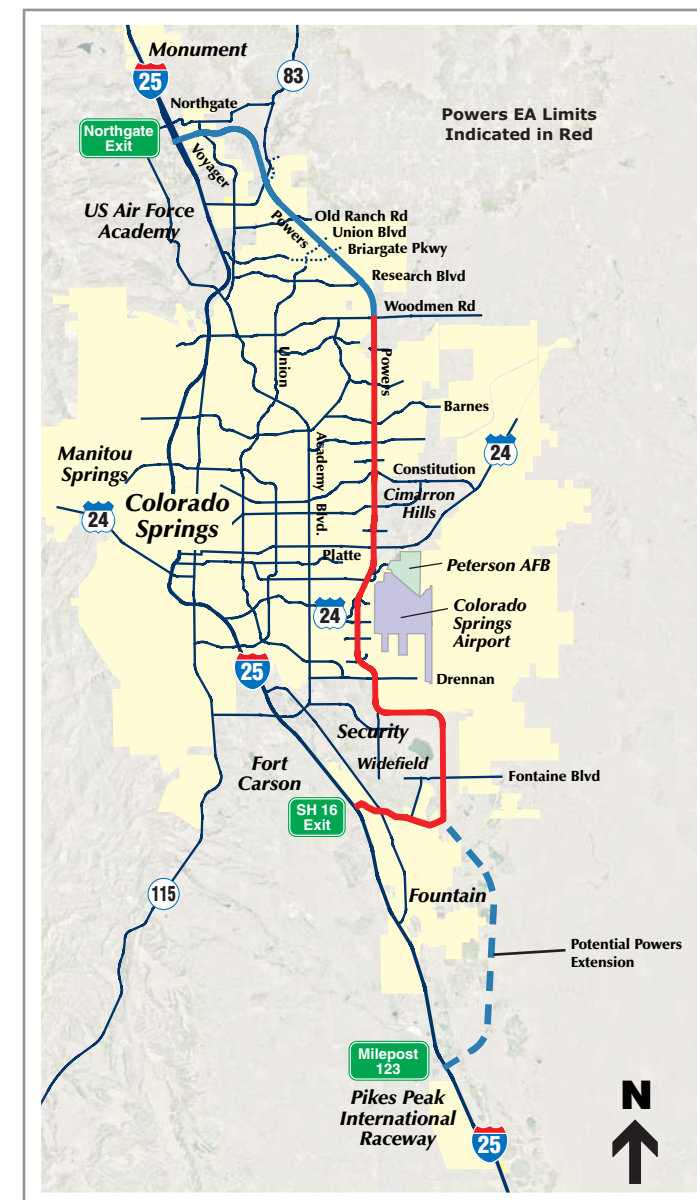 Monument
25
83
Northgate
Powers EA Limits
Indicated in Red
Northgate
Exit
Voyager
US Air Force
Academy
Powers
Old Ranch Rd
Union Blvd
Briargate Pkwy
Research Blvd
Woodmen Rd
Union
Powers
Barnes
Academy Blvd.
Manitou
Springs
24
Constitution
Cimarron
Hills
24
Colorado
Springs
Platte
Peterson AFB
24
Colorado
Springs
Airport
25
Drennan
Security
Widefield
Fort
Carson
Fontaine Blvd
SH 16
Exit
115
Fountain
Potential Powers
Extension
Milepost
123
Pikes Peak
International
Raceway
25
N